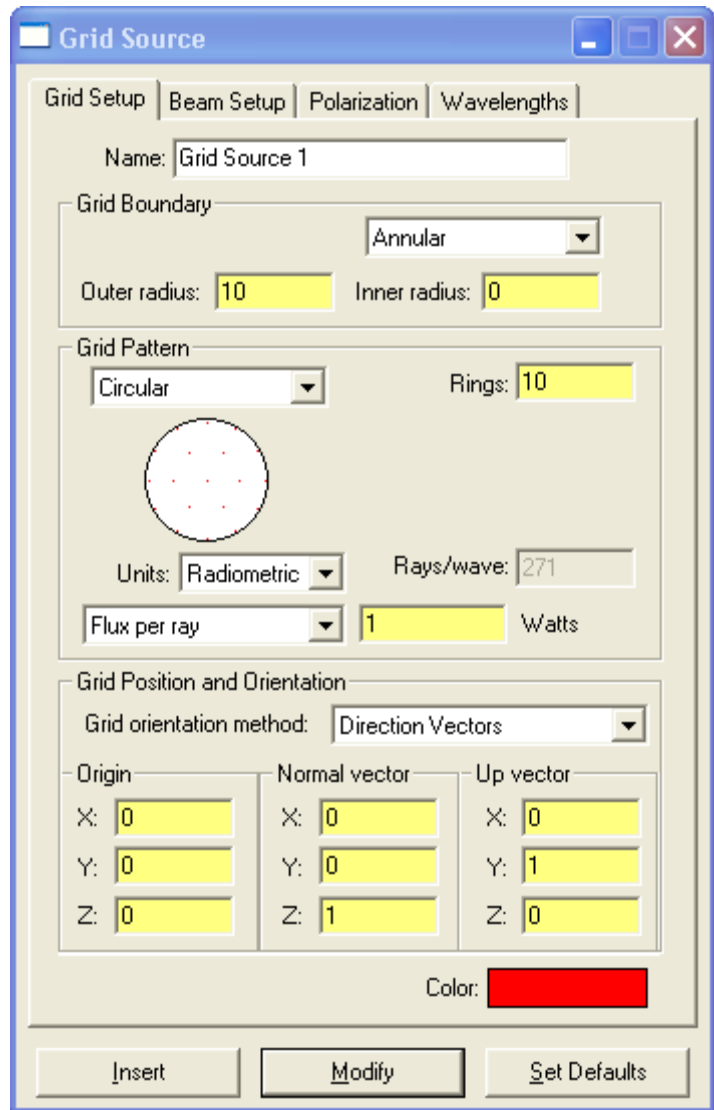 Grid Source
Grid Setup Beam Setup Polarization Wavelengths
Name: Grid Source 1
Grid Boundary
Annular
Outer radius: 10 Inner radius: 0
Grid Pattern
Circular Rings: 10
Units: Radiometric Rays/wave: 271
Flux per ray 1 Watts
Grid Position and Orientation
Grid orientation method: Direction Vectors
Origin Normal vector Up vector
X: 0 X: 0 X: 0
Y: 0 Y: 0 Y: 1
Z: 0 Z: 1 Z: 0
Color:
Insert Modify Set Defaults